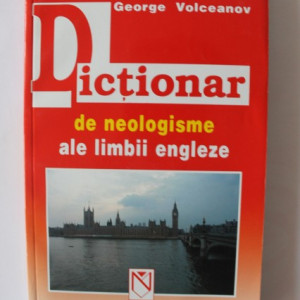 George Volceanov
Dicționar
de neologisme
ale limbii engleze